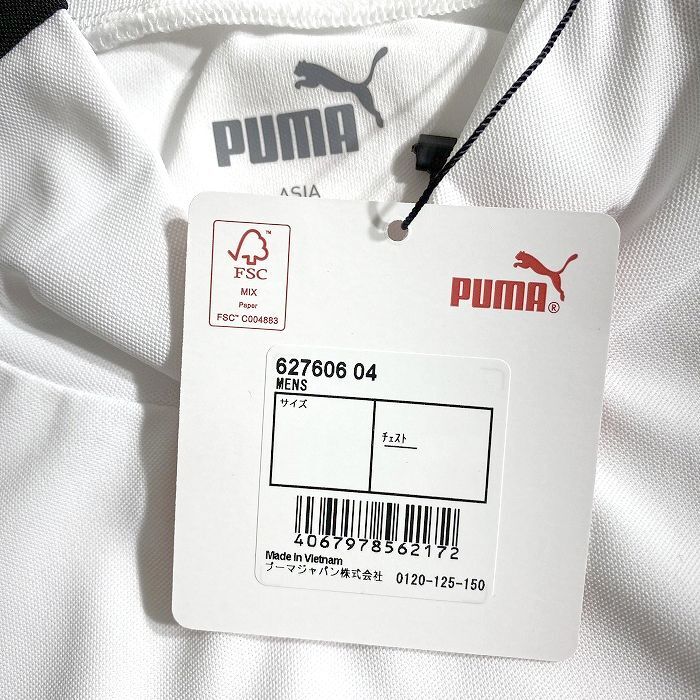 PUMA
ASIA
FSC™
MIX
Paper
FSC™ C004883
PUMA®
627606 04
MENS
サイズ
チェスト
4067978562172
Made in Vietnam
プーマジャパン株式会社 0120-125-150